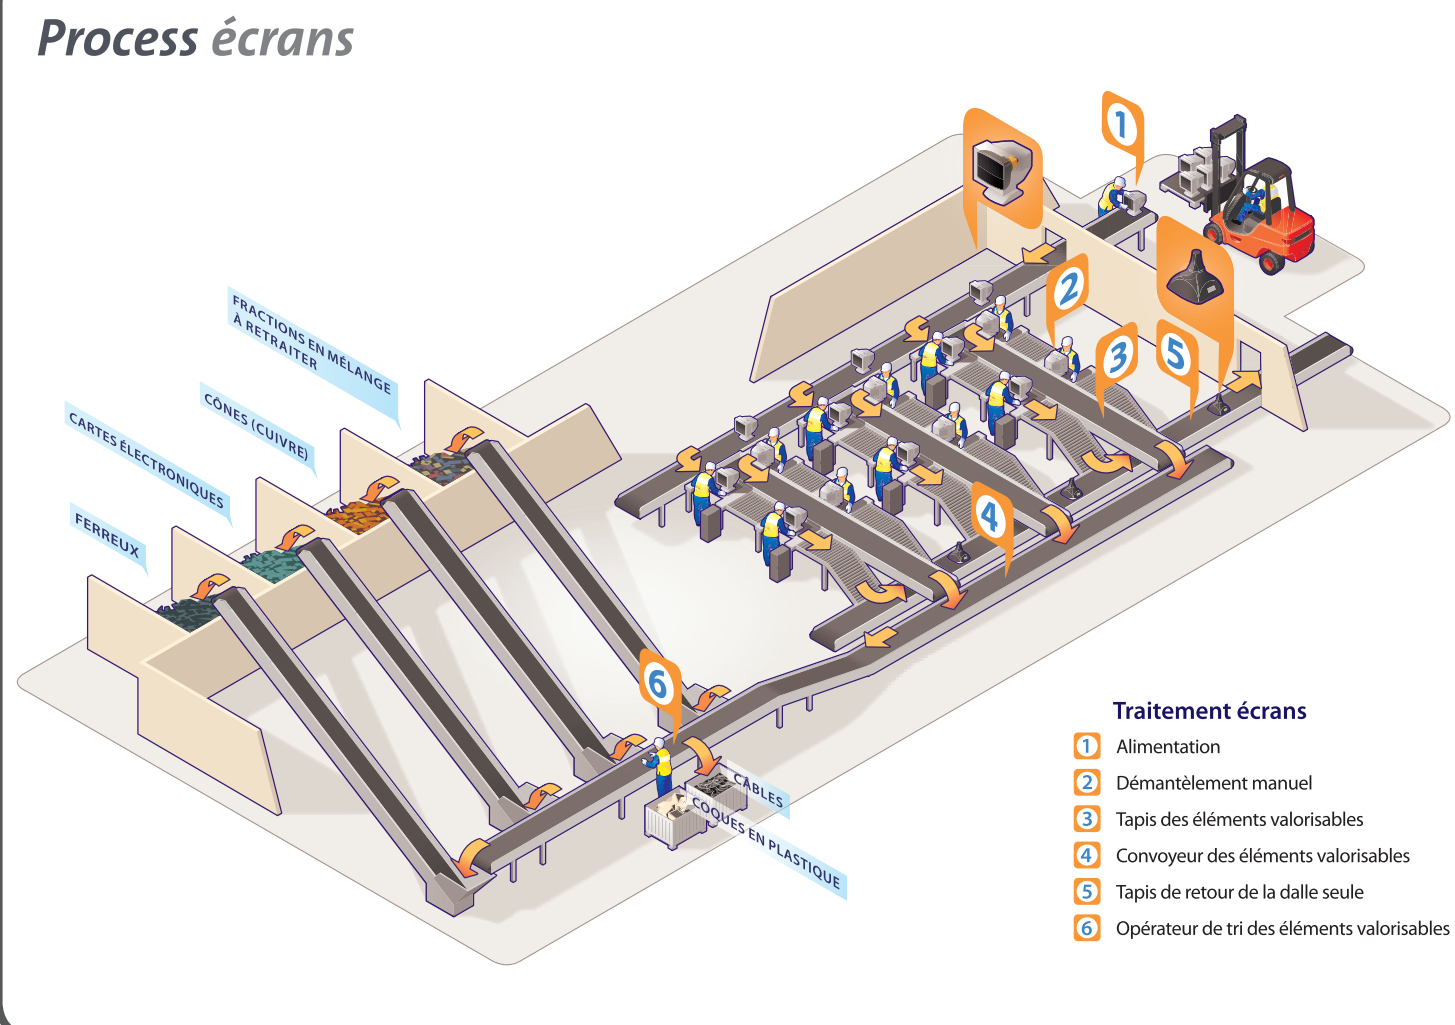 Process écrans
1
2
3
5
4
6
FRACTIONS EN MÉLANGE
À RETRAITER
CÔNES (CUIVRE)
CARTES ÉLECTRONIQUES
FERREUX
CÂBLES
COQUES EN PLASTIQUE
Traitement écrans
1 Alimentation
2 Démantèlement manuel
3 Tapis des éléments valorisables
4 Convoyeur des éléments valorisables
5 Tapis de retour de la dalle seule
6 Opérateur de tri des éléments valorisables